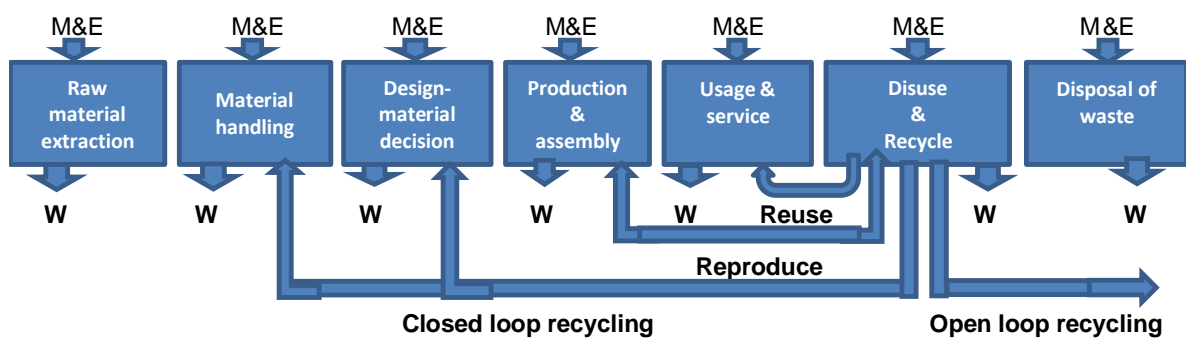 M&E M&E M&E M&E M&E M&E M&E
Raw
material
extraction
Material
handling
Design-
material
decision
Production
&
assembly
Usage &
service
Disuse
&
Recycle
Disposal of
waste
W W W W W W W
Reuse
Reproduce
Closed loop recycling
Open loop recycling